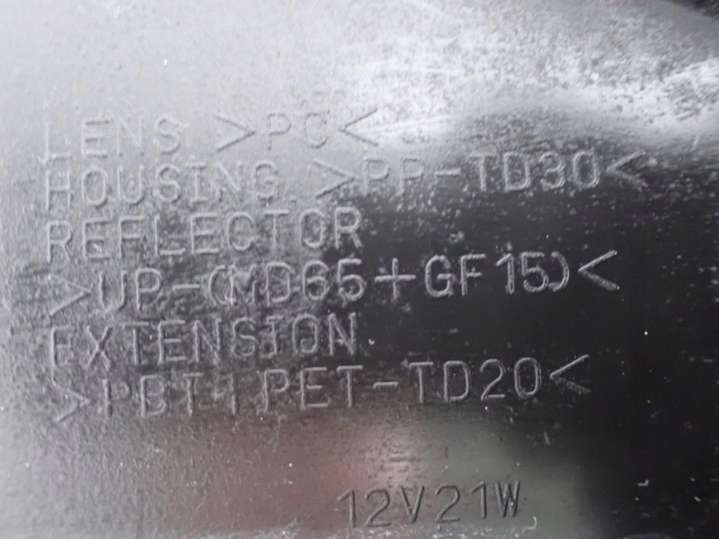 LENS >PC<
HOUSING >PP-TD30<
REFLECTOR
>UP-(MD65+GF15)<
EXTENSION
>PBT+PET-TD20<
12V21W